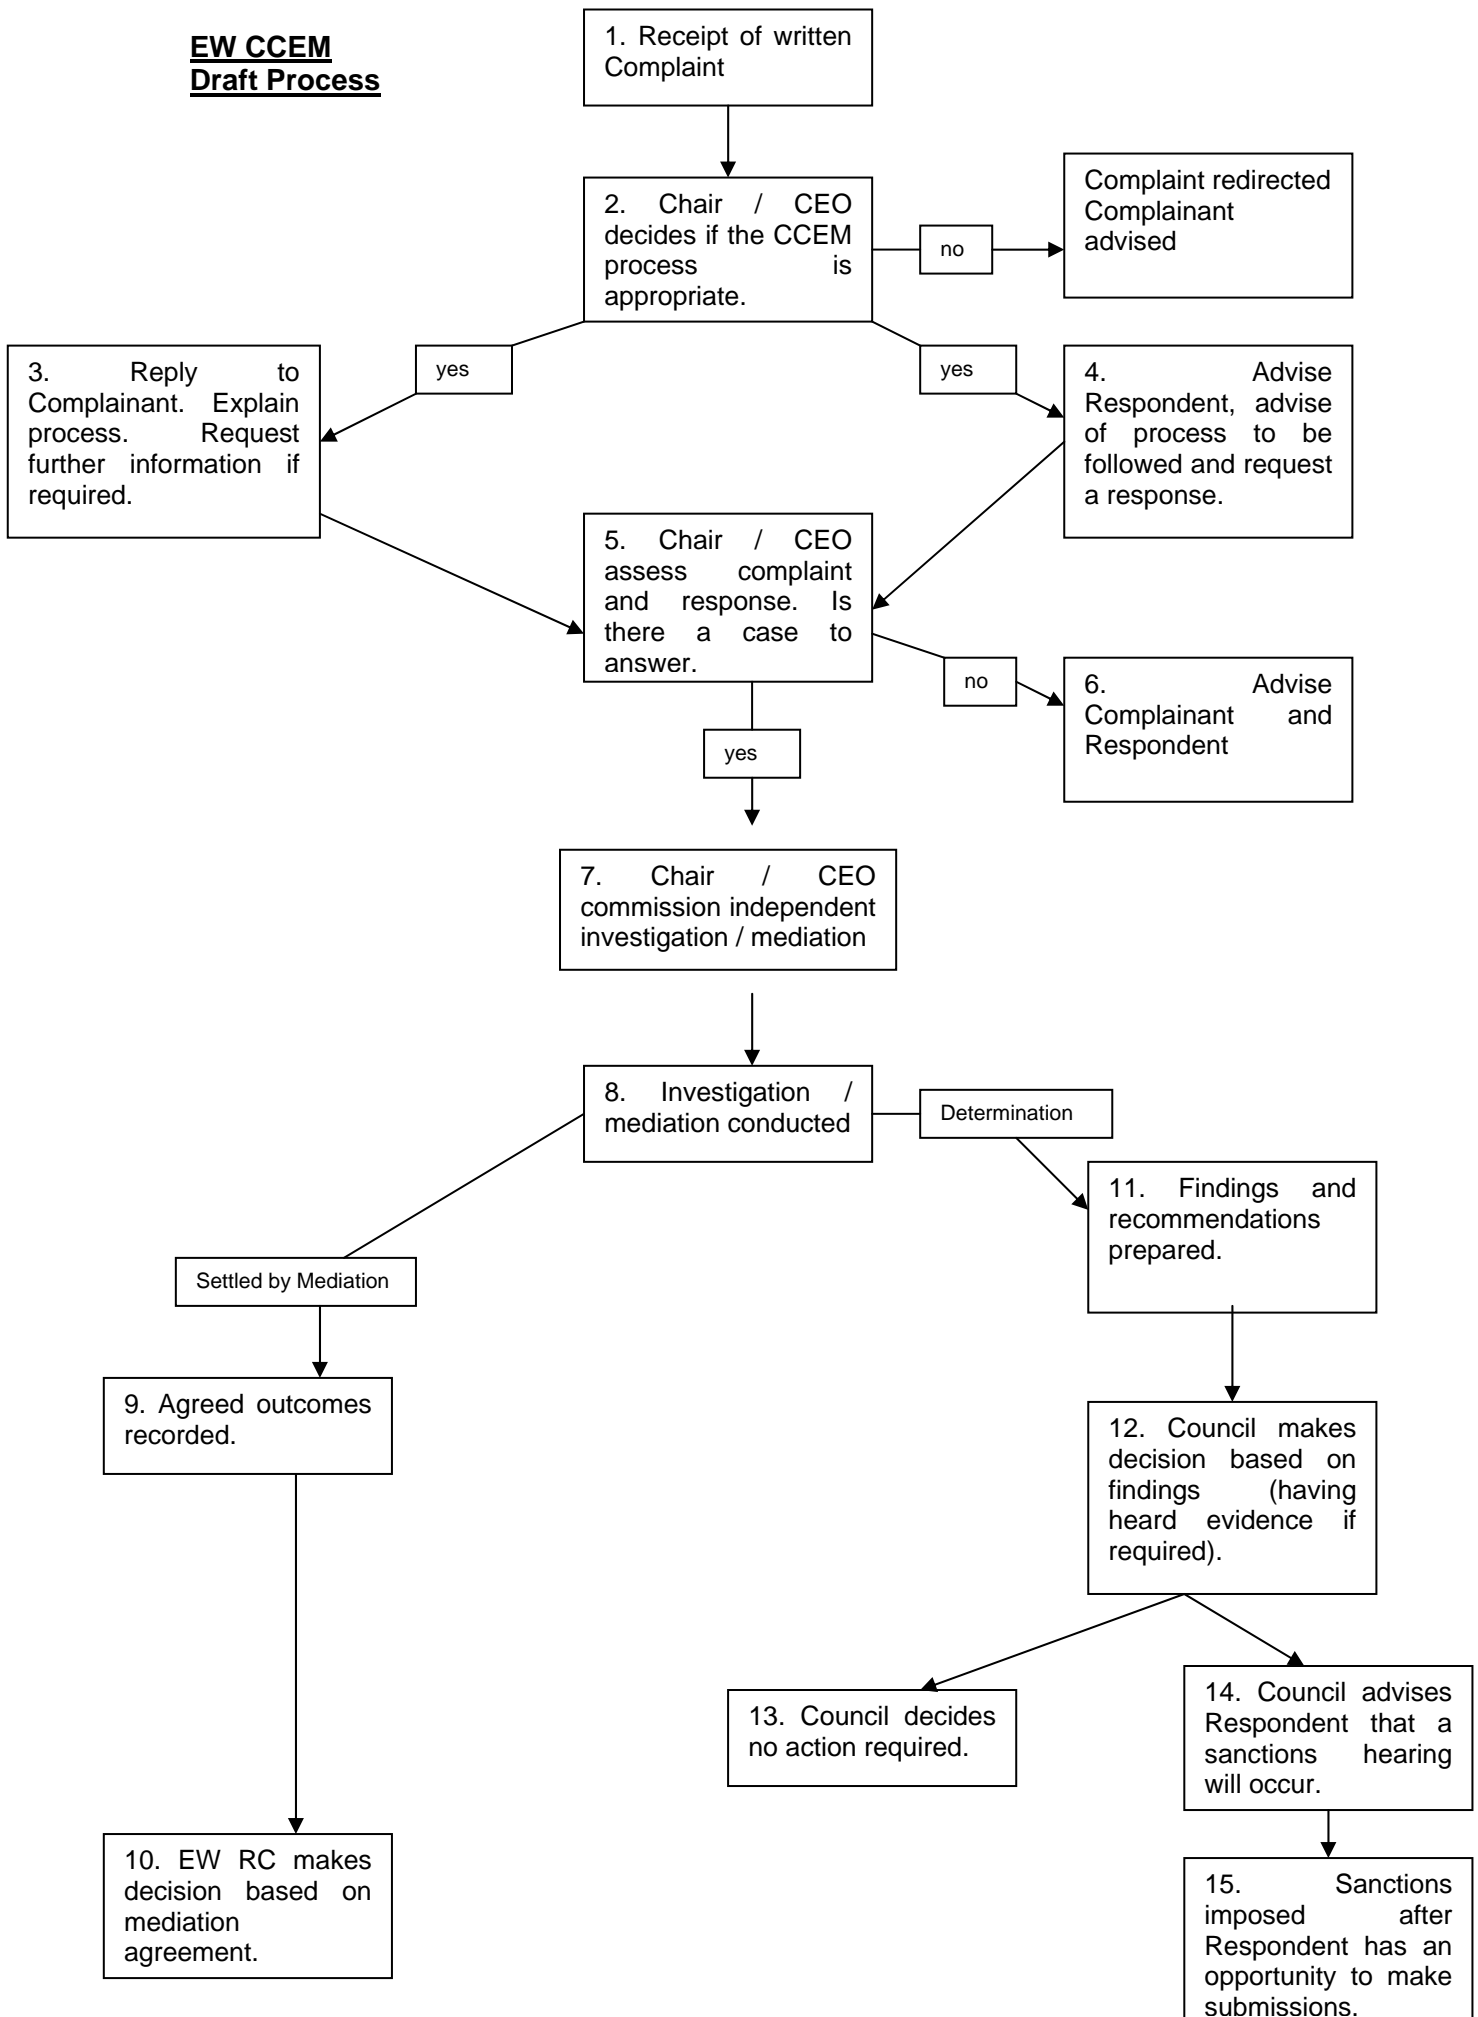 EW CCEM
Draft Process
1. Receipt of written
Complaint
2. Chair / CEO
decides if the CCEM
process is
appropriate.
no
Complaint redirected
Complainant
advised
yes
yes
3. Reply to
Complainant. Explain
process. Request
further information if
required.
4. Advise
Respondent, advise
of process to be
followed and request
a response.
5. Chair / CEO
assess complaint
and response. Is
there a case to
answer.
no
6. Advise
Complainant and
Respondent
yes
7. Chair / CEO
commission independent
investigation / mediation
8. Investigation /
mediation conducted
Determination
11. Findings and
recommendations
prepared.
Settled by Mediation
9. Agreed outcomes
recorded.
12. Council makes
decision based on
findings (having
heard evidence if
required).
13. Council decides
no action required.
14. Council advises
Respondent that a
sanctions hearing
will occur.
10. EW RC makes
decision based on
mediation
agreement.
15. Sanctions
imposed after
Respondent has an
opportunity to make
submissions.